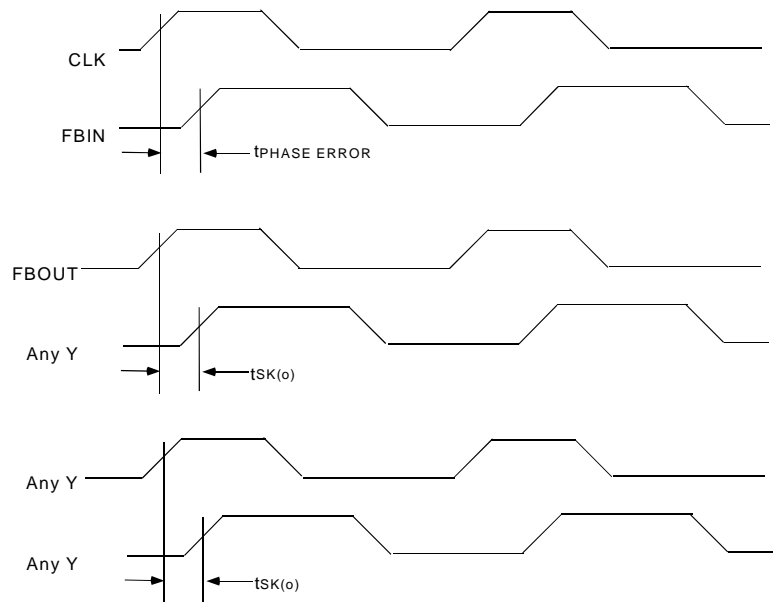 CLK
FBIN
tPHASE ERROR
FBOUT
Any Y
tSK(o)
Any Y
Any Y
tSK(o)